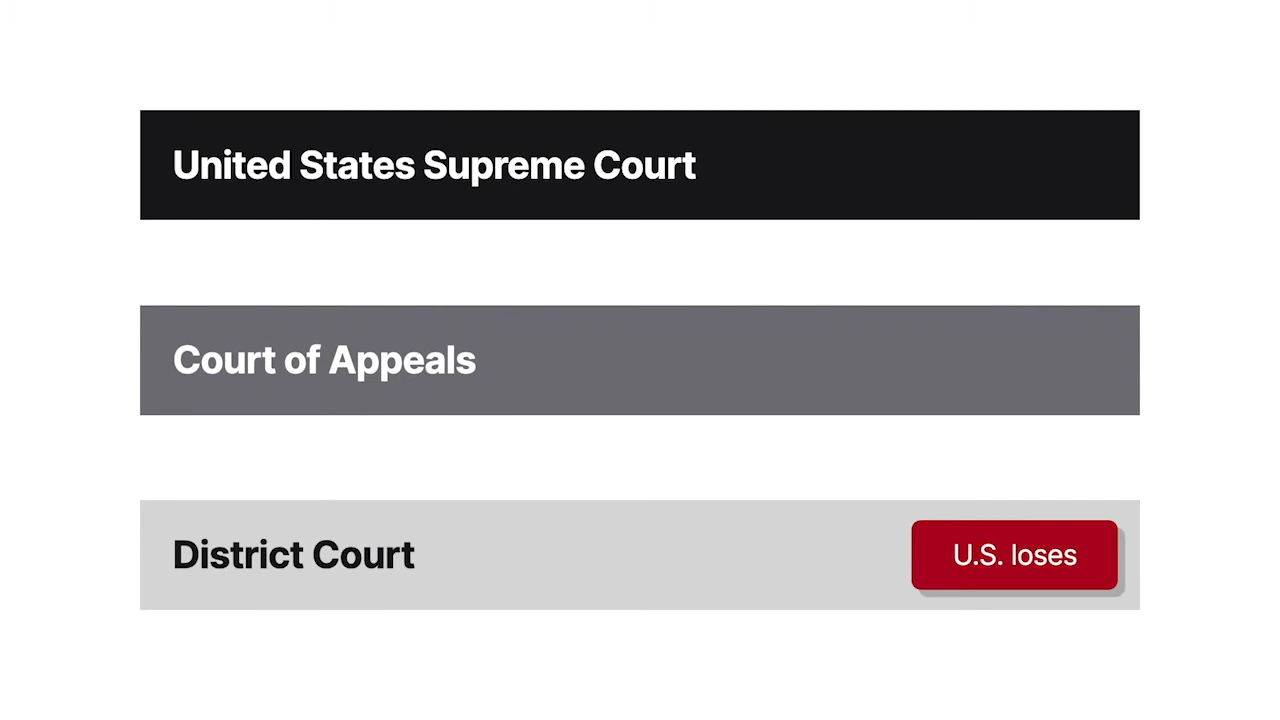 United States Supreme Court
Court of Appeals
District Court
U.S. loses